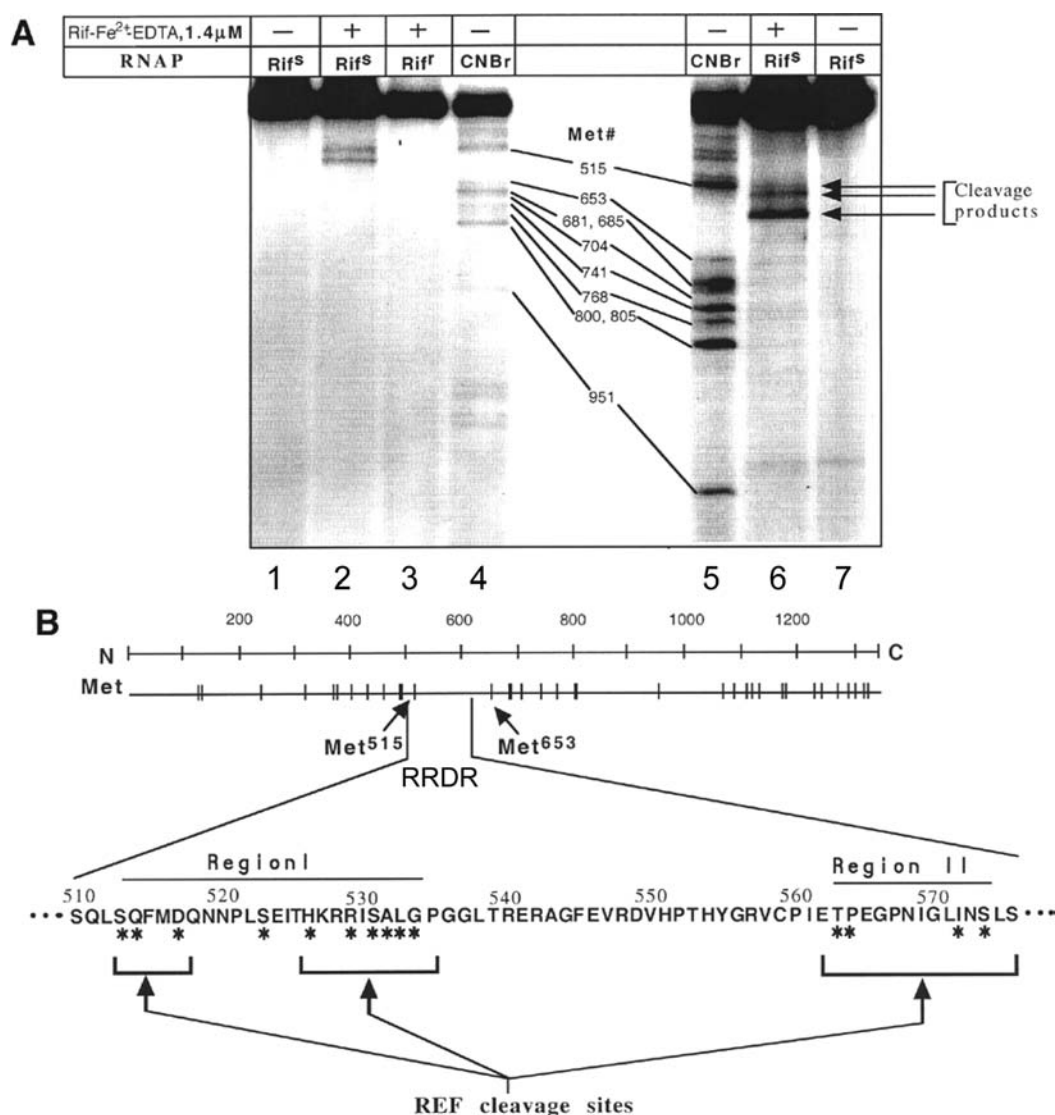 A
Rif-Fe2+-EDTA, 1.4μM − + + − − + −
RNAP Rifs Rifs Rifr CNBr CNBr Rifs Rifs
Met#
515
653
681, 685
704
741
768
800, 805
951
Cleavage
products
1 2 3 4 5 6 7
B
200 400 600 800 1000 1200
N C
Met
Met515 Met653
RRDR
Region I Region II
510 520 530 540 550 560 570
•••SQLSQFMDQNNPLSEITHKRRISALGPGGLTRERAGFEVRDVHPTHYGRVCPIETPEGPNIGLINSLS•••
* * * * * * * * * * * * * *
REF cleavage sites